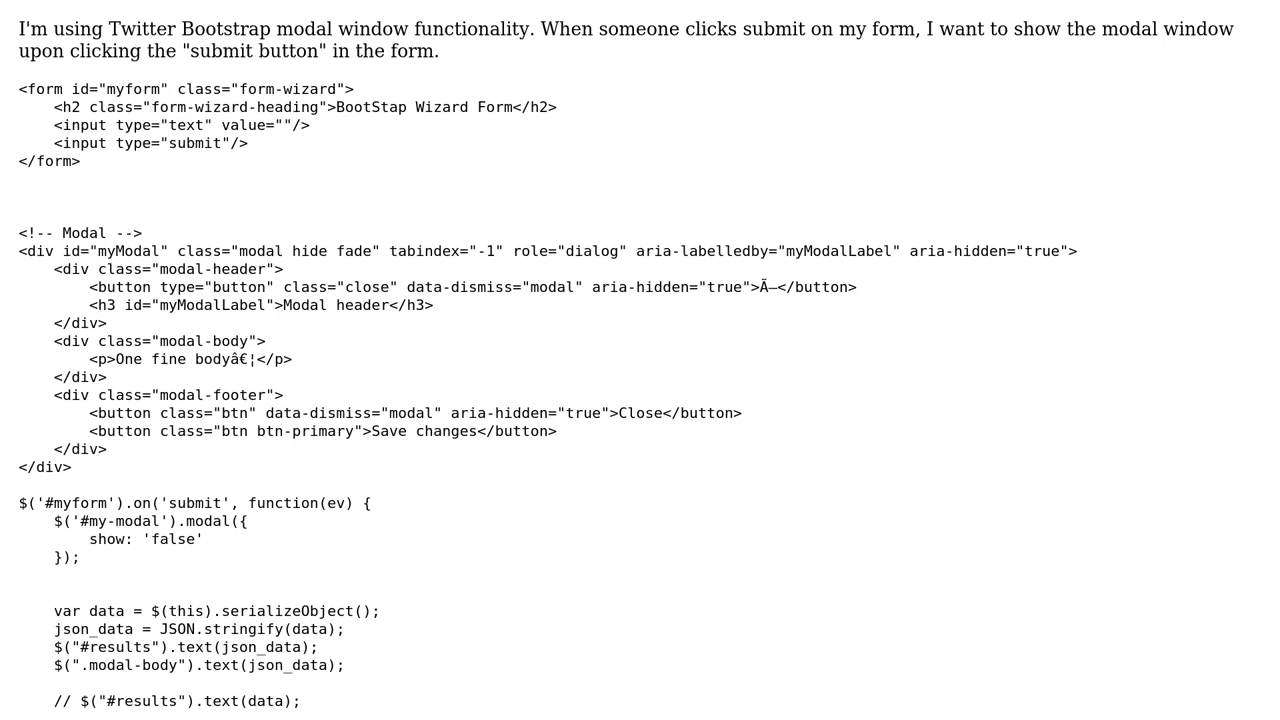 I'm using Twitter Bootstrap modal window functionality. When someone clicks submit on my form, I want to show the modal window
upon clicking the "submit button" in the form.
<form id="myform" class="form-wizard">
    <h2 class="form-wizard-heading">BootStap Wizard Form</h2>
    <input type="text" value=""/>
    <input type="submit"/>
</form>
<!-- Modal -->
<div id="myModal" class="modal hide fade" tabindex="-1" role="dialog" aria-labelledby="myModalLabel" aria-hidden="true">
    <div class="modal-header">
        <button type="button" class="close" data-dismiss="modal" aria-hidden="true">Ã—</button>
        <h3 id="myModalLabel">Modal header</h3>
    </div>
    <div class="modal-body">
        <p>One fine bodyâ€¦</p>
    </div>
    <div class="modal-footer">
        <button class="btn" data-dismiss="modal" aria-hidden="true">Close</button>
        <button class="btn btn-primary">Save changes</button>
    </div>
</div>
$('#myform').on('submit', function(ev) {
    $('#my-modal').modal({
        show: 'false'
    });
    var data = $(this).serializeObject();
    json_data = JSON.stringify(data);
    $("#results").text(json_data);
    $(".modal-body").text(json_data);
    // $("#results").text(data);